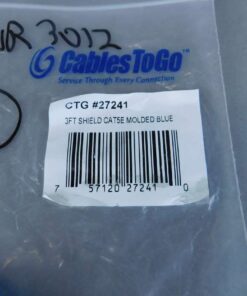 3012
CablesToGo
Service Through Every Connection
CTG #27241
3FT SHIELD CAT5E MOLDED BLUE
7 57120 27241 0